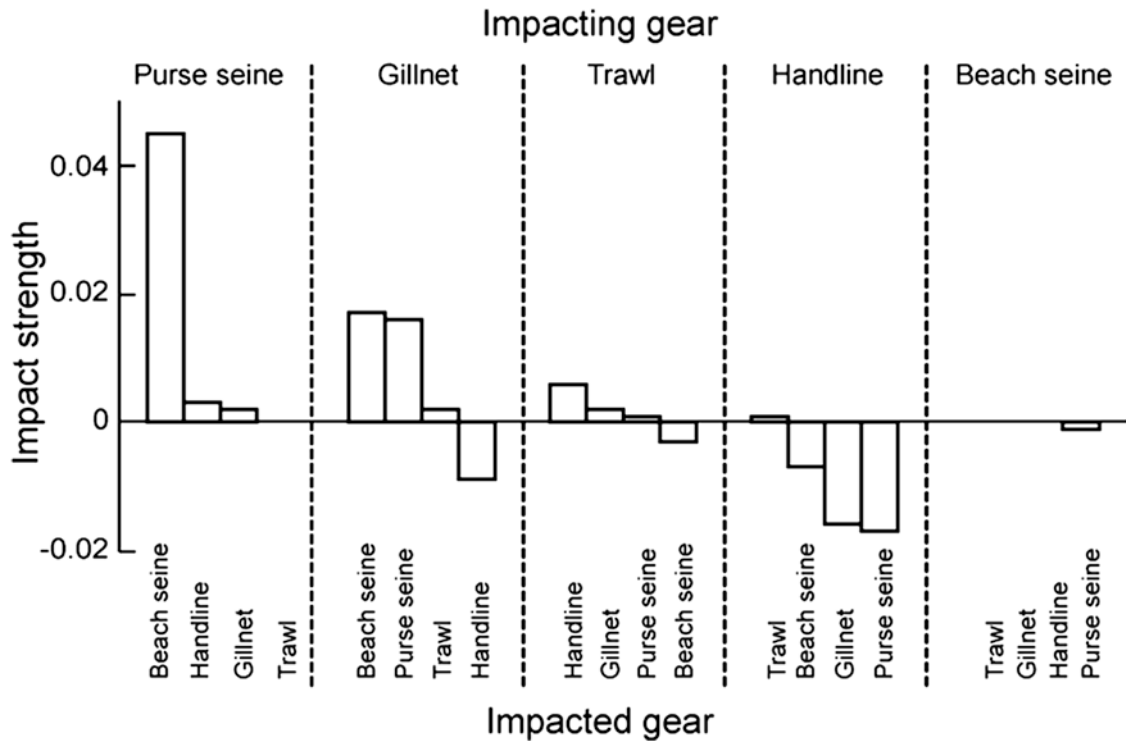 Impacting gear
Purse seine Gillnet Trawl Handline Beach seine
0.04
0.02
0
-0.02
Impact strength
Beach seine
Handline
Gillnet
Trawl
Beach seine
Purse seine
Trawl
Handline
Handline
Gillnet
Purse seine
Beach seine
Trawl
Beach seine
Gillnet
Purse seine
Trawl
Gillnet
Handline
Purse seine
Impacted gear